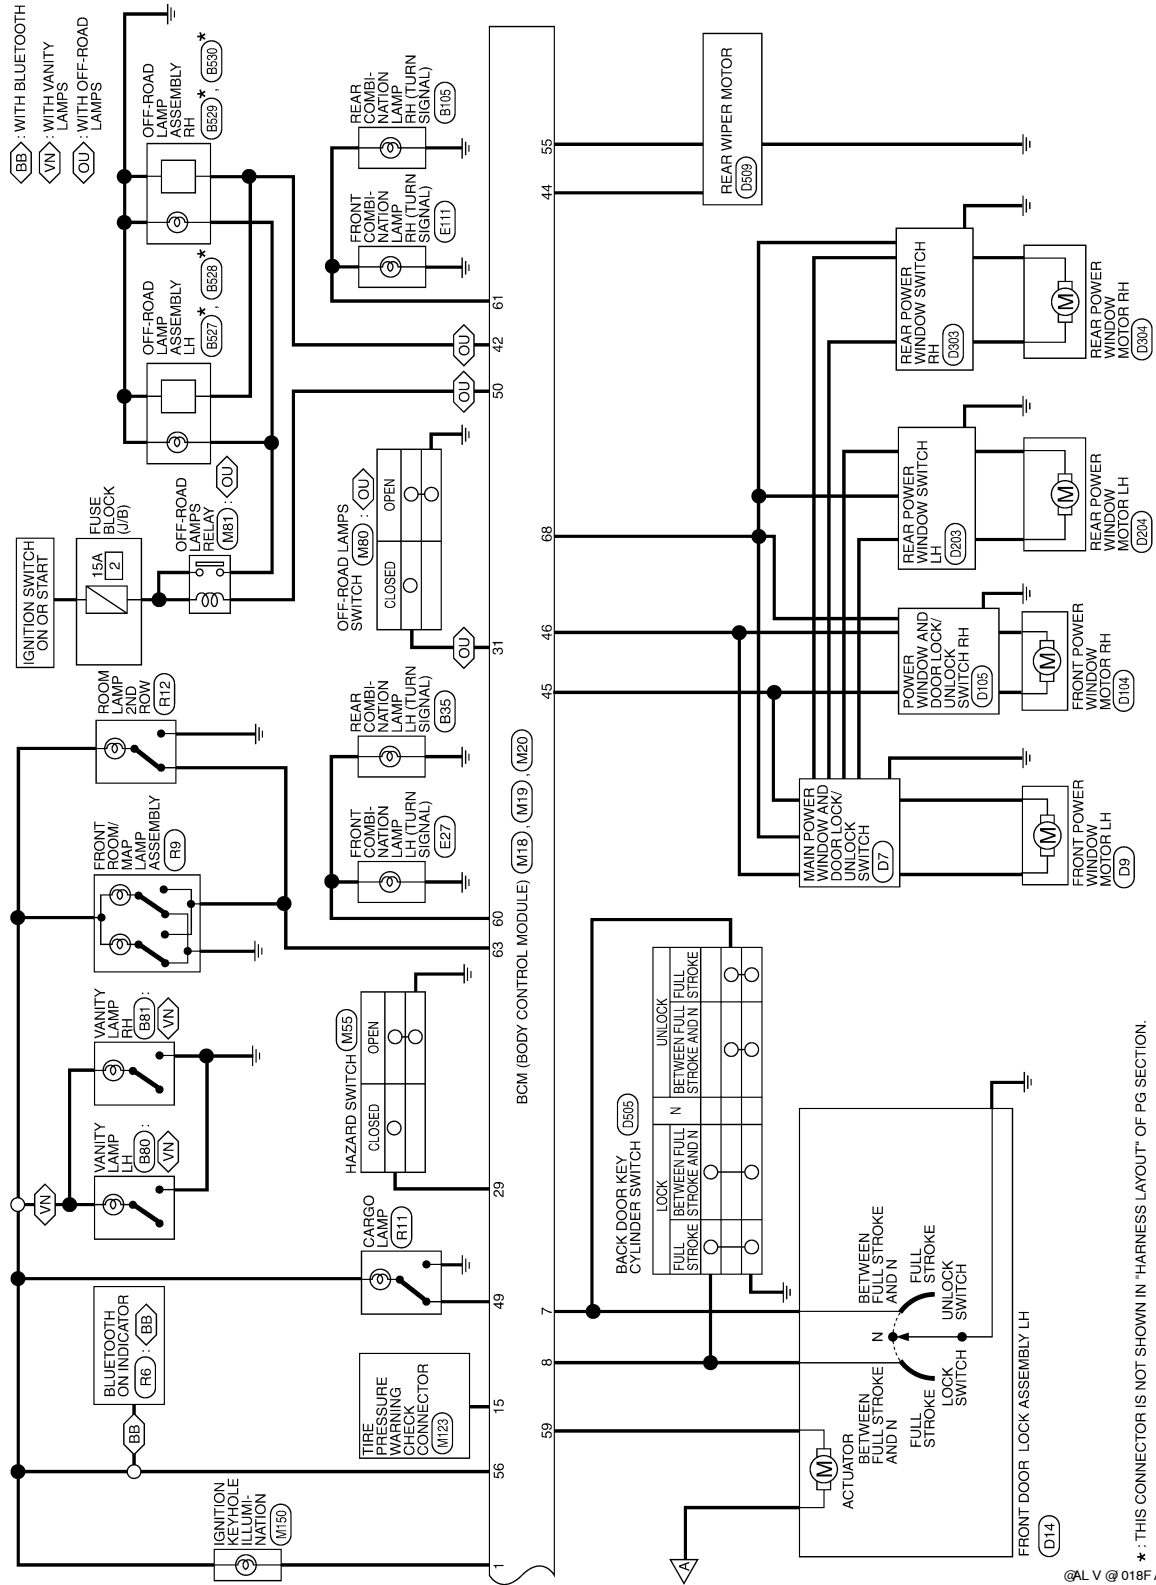 BB : WITH BLUETOOTH
VN : WITH VANITY
LAMPS
OU : WITH OFF-ROAD
LAMPS
IGNITION
KEYHOLE
ILLUMI-
NATION
M150
BLUETOOTH
ON INDICATOR
R6 : BB
BB
TIRE
PRESSURE
WARNING
CHECK
CONNECTOR
M123
CARGO
LAMP
R11
VN
VANITY
LAMP
LH
B80 :
VN
VANITY
LAMP
RH
B81 :
VN
HAZARD SWITCH M55
CLOSED
OPEN
FRONT
ROOM/
MAP
LAMP
ASSEMBLY
R9
ROOM
LAMP
2ND
ROW
R12
FRONT
COMBI-
NATION
LAMP
LH (TURN
SIGNAL)
E27
REAR
COMBI-
NATION
LAMP
LH (TURN
SIGNAL)
B35
IGNITION SWITCH
ON OR START
15A
2
FUSE
BLOCK
(J/B)
OFF-ROAD
LAMPS
RELAY
M81 : OU
OFF-ROAD LAMPS
SWITCH M80 : OU
CLOSED
OPEN
OU
OU
OU
OFF-ROAD
LAMP
ASSEMBLY
LH
B527 * , B528 *
OFF-ROAD
LAMP
ASSEMBLY
RH
B529 * , B530 *
FRONT
COMBI-
NATION
LAMP
RH (TURN
SIGNAL)
E111
REAR
COMBI-
NATION
LAMP
RH (TURN
SIGNAL)
B105
1
56
15
49
29
63
60
31
50
42
61
BCM (BODY CONTROL MODULE) M18 , M19 , M20
59
8
7
45
46
68
44
55
A
M
ACTUATOR
BETWEEN
FULL STROKE
AND N
FULL
STROKE
LOCK
SWITCH
N
BETWEEN
FULL STROKE
AND N
FULL
STROKE
UNLOCK
SWITCH
FRONT DOOR LOCK ASSEMBLY LH
D14
BACK DOOR KEY
CYLINDER SWITCH D505
LOCK
N
UNLOCK
FULL
STROKE
BETWEEN FULL
STROKE AND N
BETWEEN FULL
STROKE AND N
FULL
STROKE
MAIN POWER
WINDOW AND
DOOR LOCK/
UNLOCK
SWITCH
D7
M
FRONT POWER
WINDOW
MOTOR LH
D9
POWER
WINDOW AND
DOOR LOCK/
UNLOCK
SWITCH RH
D105
M
FRONT POWER
WINDOW
MOTOR RH
D104
REAR POWER
WINDOW SWITCH
LH
D203
M
REAR POWER
WINDOW
MOTOR LH
D204
REAR POWER
WINDOW SWITCH
RH
D303
M
REAR POWER
WINDOW
MOTOR RH
D304
REAR WIPER MOTOR
D509
* : THIS CONNECTOR IS NOT SHOWN IN "HARNESS LAYOUT" OF PG SECTION.